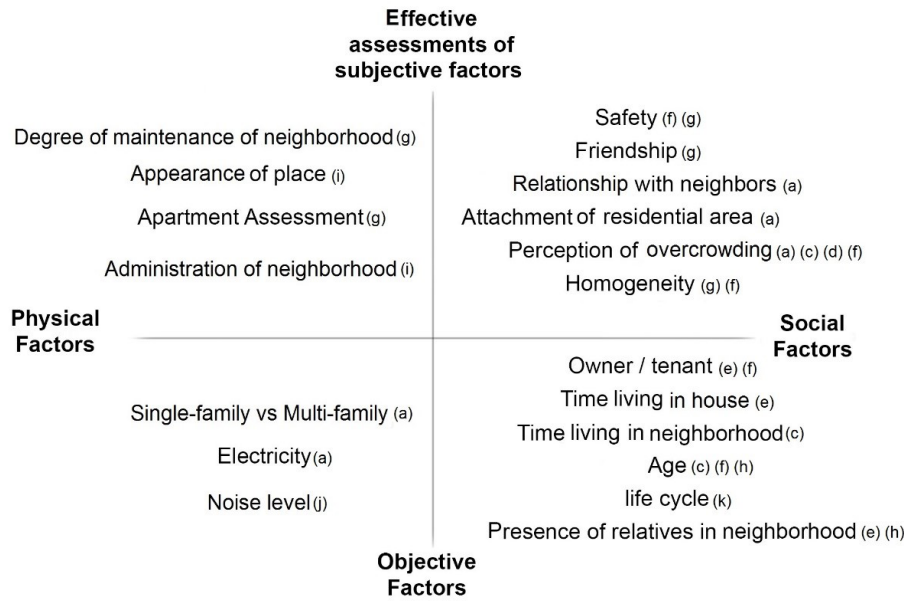 Effective
assessments of
subjective factors
Degree of maintenance of neighborhood (g)
Appearance of place (i)
Apartment Assessment (g)
Administration of neighborhood (i)
Safety (f) (g)
Friendship (g)
Relationship with neighbors (a)
Attachment of residential area (a)
Perception of overcrowding (a) (c) (d) (f)
Homogeneity (g) (f)
Physical
Factors
Social
Factors
Single-family vs Multi-family (a)
Electricity (a)
Noise level (j)
Owner / tenant (e) (f)
Time living in house (e)
Time living in neighborhood (c)
Age (c) (f) (h)
life cycle (k)
Presence of relatives in neighborhood (e) (h)
Objective
Factors